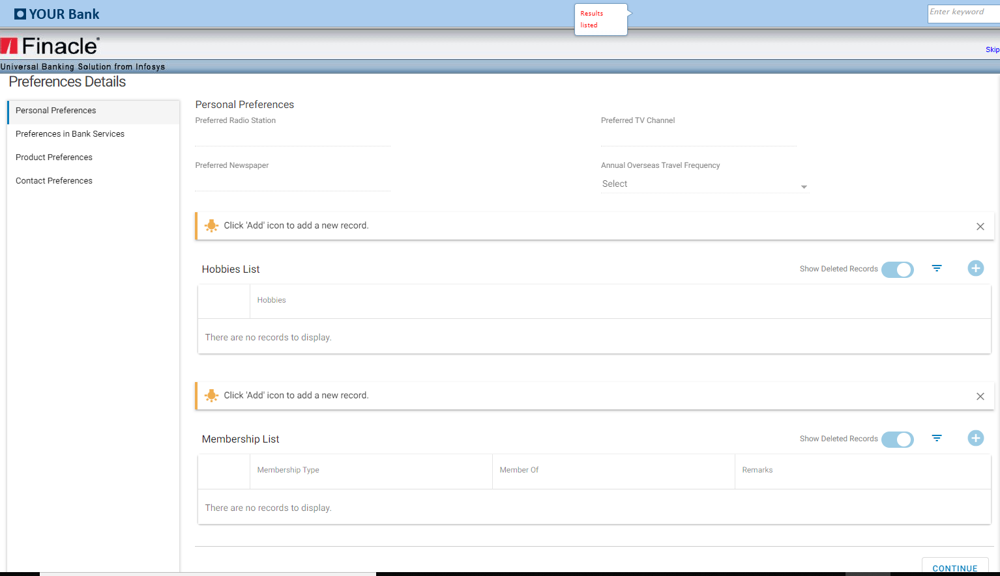 YOUR Bank
Results
listed
Enter keyword
Finacle
Skip
Universal Banking Solution from Infosys
Preferences Details
Personal Preferences
Preferences in Bank Services
Product Preferences
Contact Preferences
Personal Preferences
Preferred Radio Station
Preferred TV Channel
Preferred Newspaper
Annual Overseas Travel Frequency
Select
Click 'Add' icon to add a new record.
Hobbies List
Show Deleted Records
Hobbies
There are no records to display.
Click 'Add' icon to add a new record.
Membership List
Show Deleted Records
Membership Type
Member Of
Remarks
There are no records to display.
CONTINUE